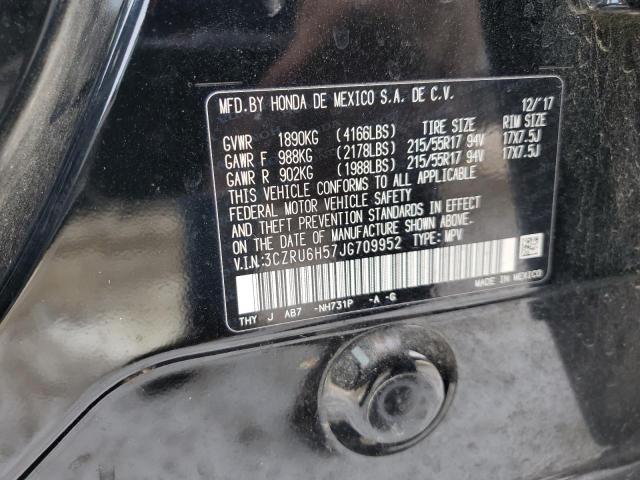 MFD.BY HONDA DE MEXICO S.A. DE C.V. 12/'17
GVWR 1890KG (4166LBS) TIRE SIZE RIM SIZE
GAWR F 988KG (2178LBS) 215/55R17 94V 17X7.5J
GAWR R 902KG (1988LBS) 215/55R17 94V 17X7.5J
THIS VEHICLE CONFORMS TO ALL APPLICABLE
FEDERAL MOTOR VEHICLE SAFETY
AND THEFT PREVENTION STANDARDS IN EFFECT
ON THE DATE OF MANUFACTURE SHOWN ABOVE.
V.I.N.:3CZRU6H57JG709952 TYPE: MPV
THY J AB7 -NH731P -A -G MADE IN MEXICO